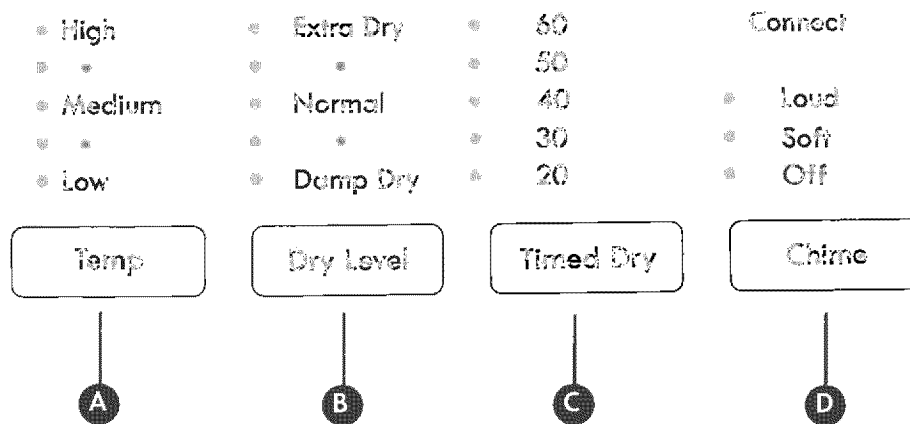 High Extra Dry 60 Connect
50
Medium Normal 40 Loud
30 Soft
Low Damp Dry 20 Off
Temp Dry Level Timed Dry Chime
A B C D